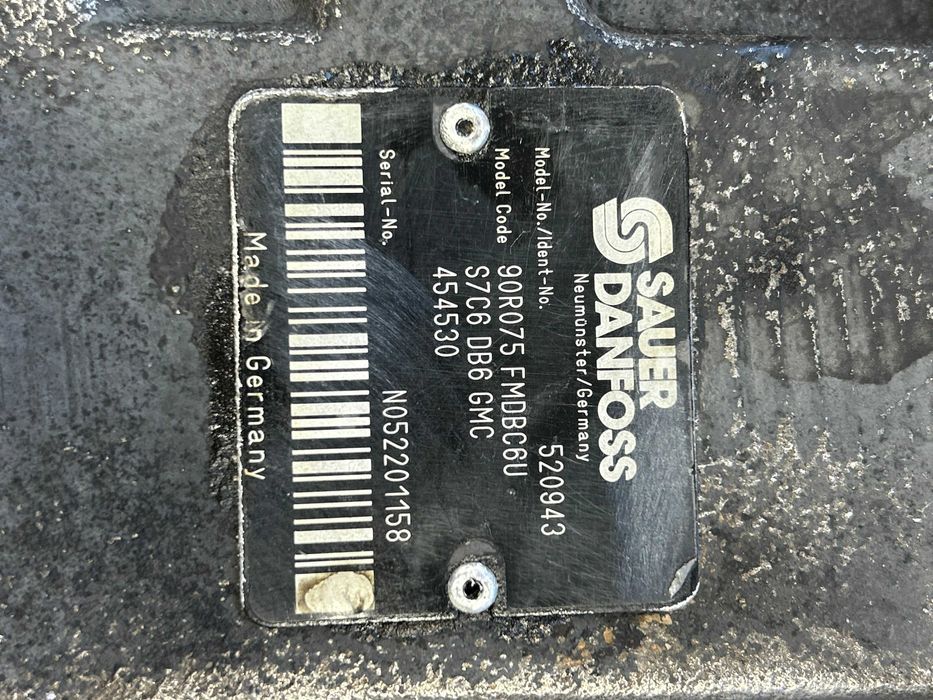 SAUER
DANFOSS
Neumünster/Germany
Model-No./Ident-No. 520943
Model Code 90R075 FMDBC6U
S7C6 DB6 GMC
454530
Serial-No. N052201158
Made in Germany